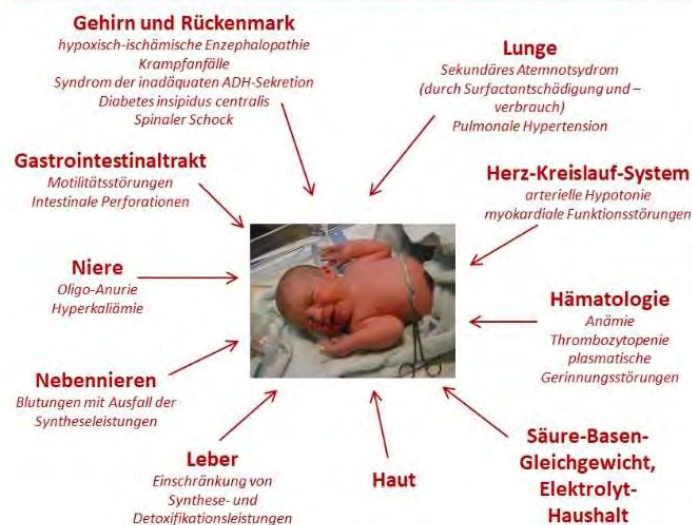 Gehirn und Rückenmark
hypoxisch-ischämische Enzephalopathie
Krampfanfälle
Syndrom der inadäquaten ADH-Sekretion
Diabetes insipidus centralis
Spinaler Schock
Lunge
Sekundäres Atemnotsydrom
(durch Surfactantschädigung und –
verbrauch)
Pulmonale Hypertension
Gastrointestinaltrakt
Motilitätsstörungen
Intestinale Perforationen
Herz-Kreislauf-System
arterielle Hypotonie
myokardiale Funktionsstörungen
Niere
Oligo-Anurie
Hyperkaliämie
Hämatologie
Anämie
Thrombozytopenie
plasmatische
Gerinnungsstörungen
Nebennieren
Blutungen mit Ausfall der
Syntheseleistungen
Leber
Einschränkung von
Synthese- und
Detoxifikationsleistungen
Haut
Säure-Basen-
Gleichgewicht,
Elektrolyt-
Haushalt